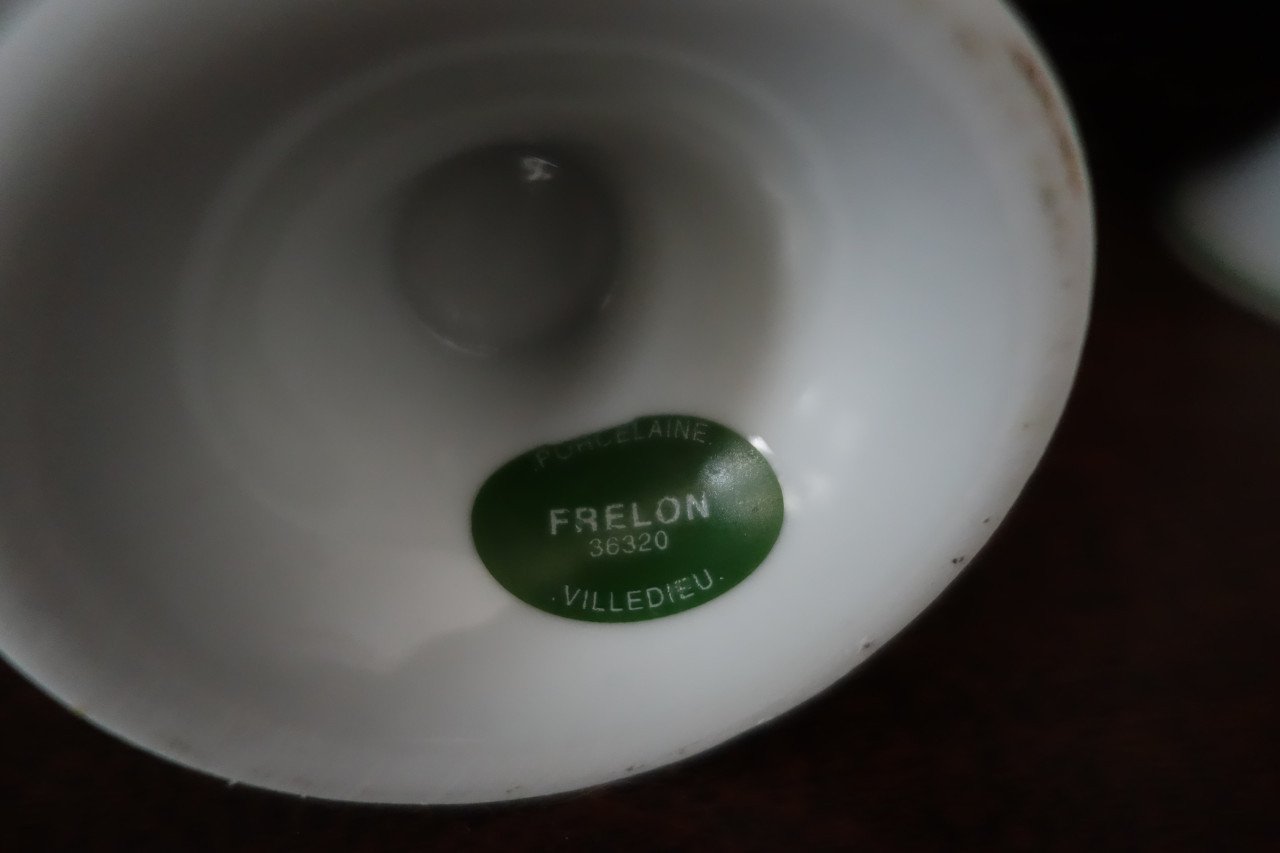 PORCELAINE
FRELON
36320
.VILLEDIEU.